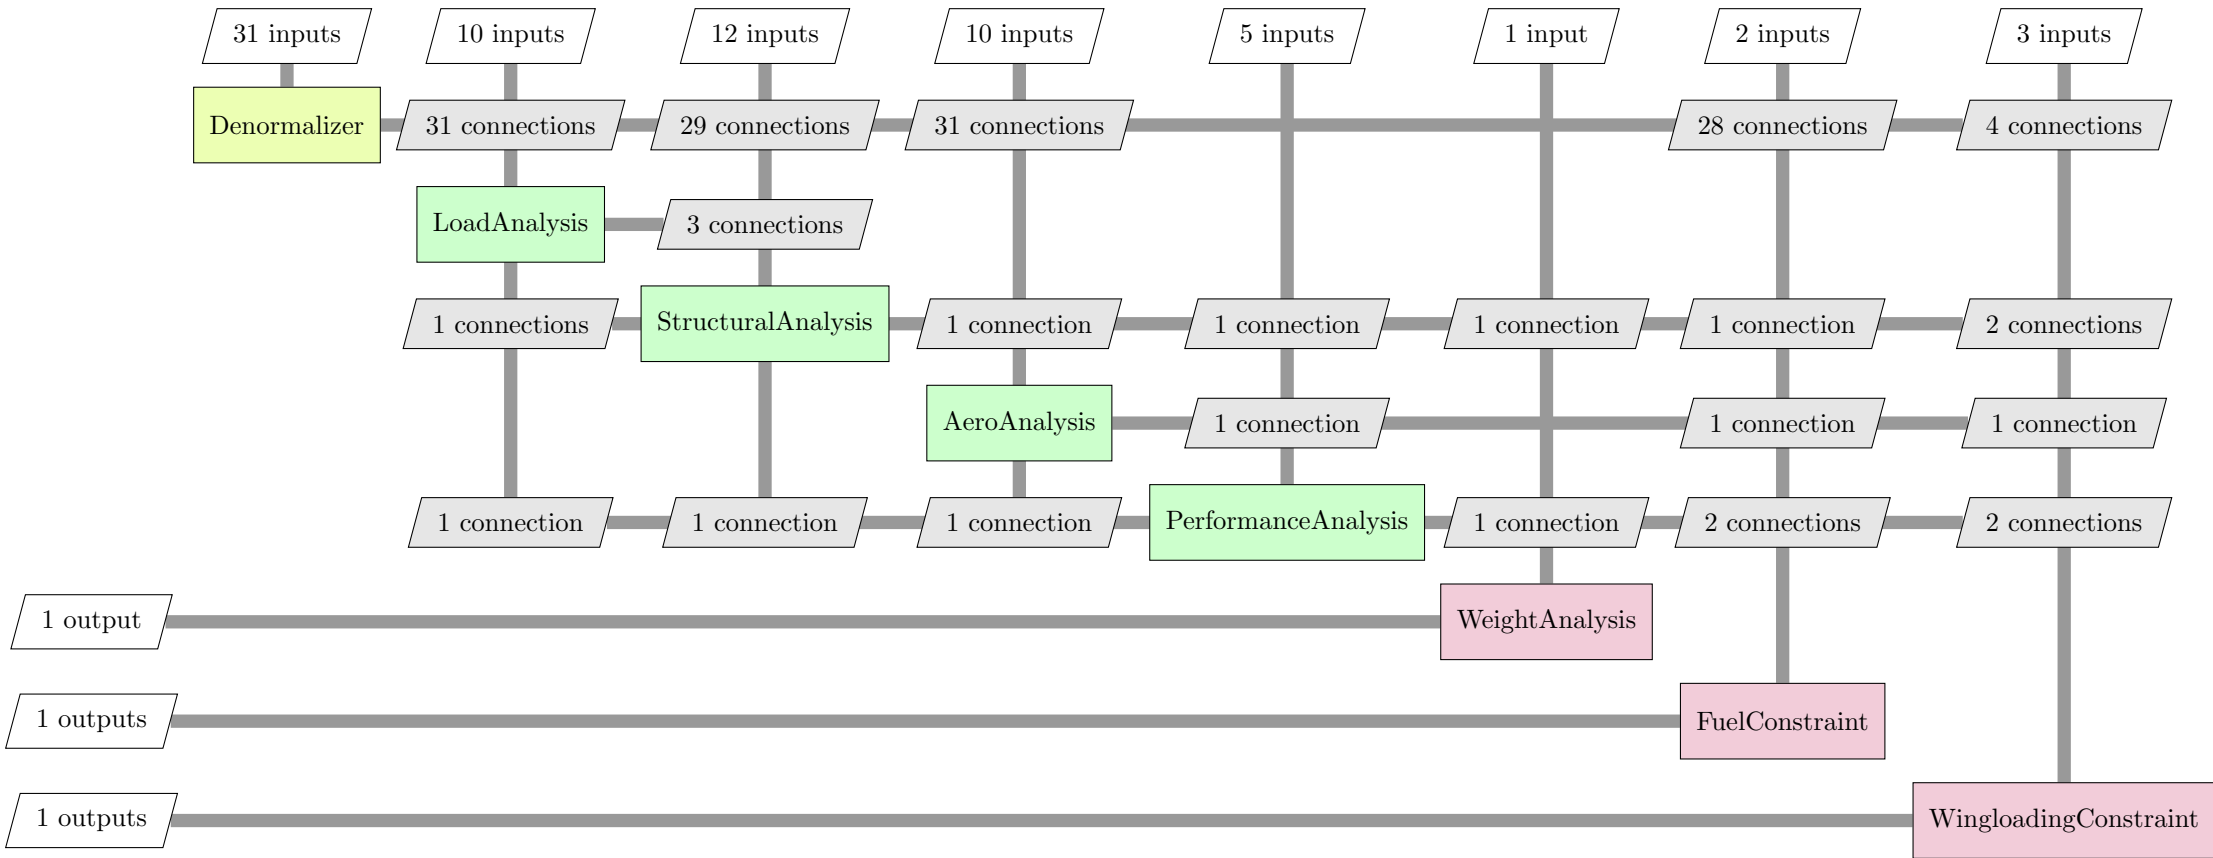 31 inputs
10 inputs
12 inputs
10 inputs
5 inputs
1 input
2 inputs
3 inputs
Denormalizer
31 connections
29 connections
31 connections
28 connections
4 connections
LoadAnalysis
3 connections
1 connections
StructuralAnalysis
1 connection
1 connection
1 connection
1 connection
2 connections
AeroAnalysis
1 connection
1 connection
1 connection
1 connection
1 connection
1 connection
PerformanceAnalysis
1 connection
2 connections
2 connections
1 output
WeightAnalysis
1 outputs
FuelConstraint
1 outputs
WingloadingConstraint